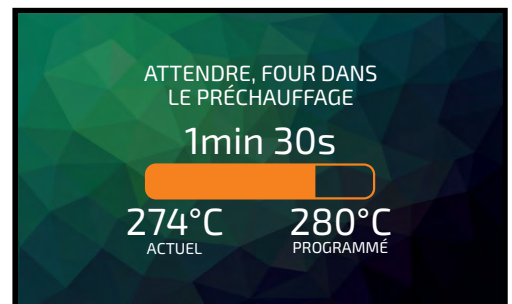 ATTENDRE, FOUR DANS
LE PRÉCHAUFFAGE
1min 30s
274°C 280°C
ACTUEL PROGRAMMÉ